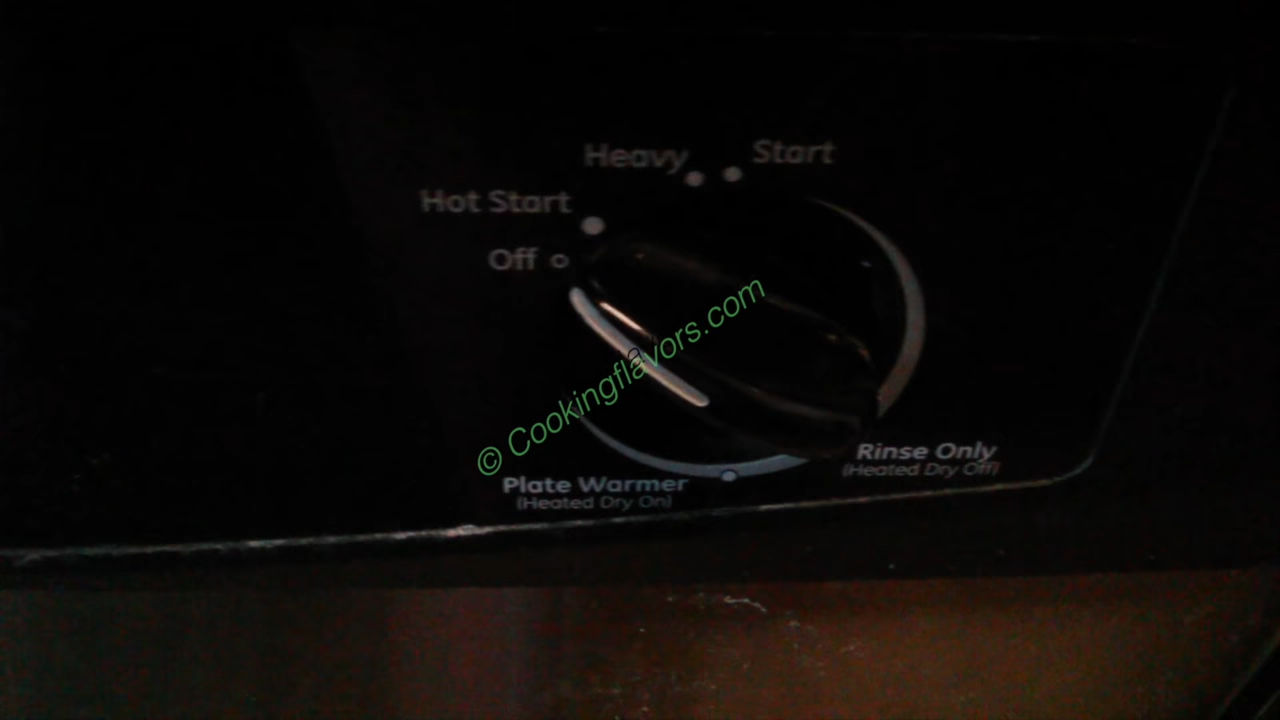 Heavy
Start
Hot Start
Off
© Cookingflavors.com
Rinse Only
(Heated Dry Off)
Plate Warmer
(Heated Dry On)